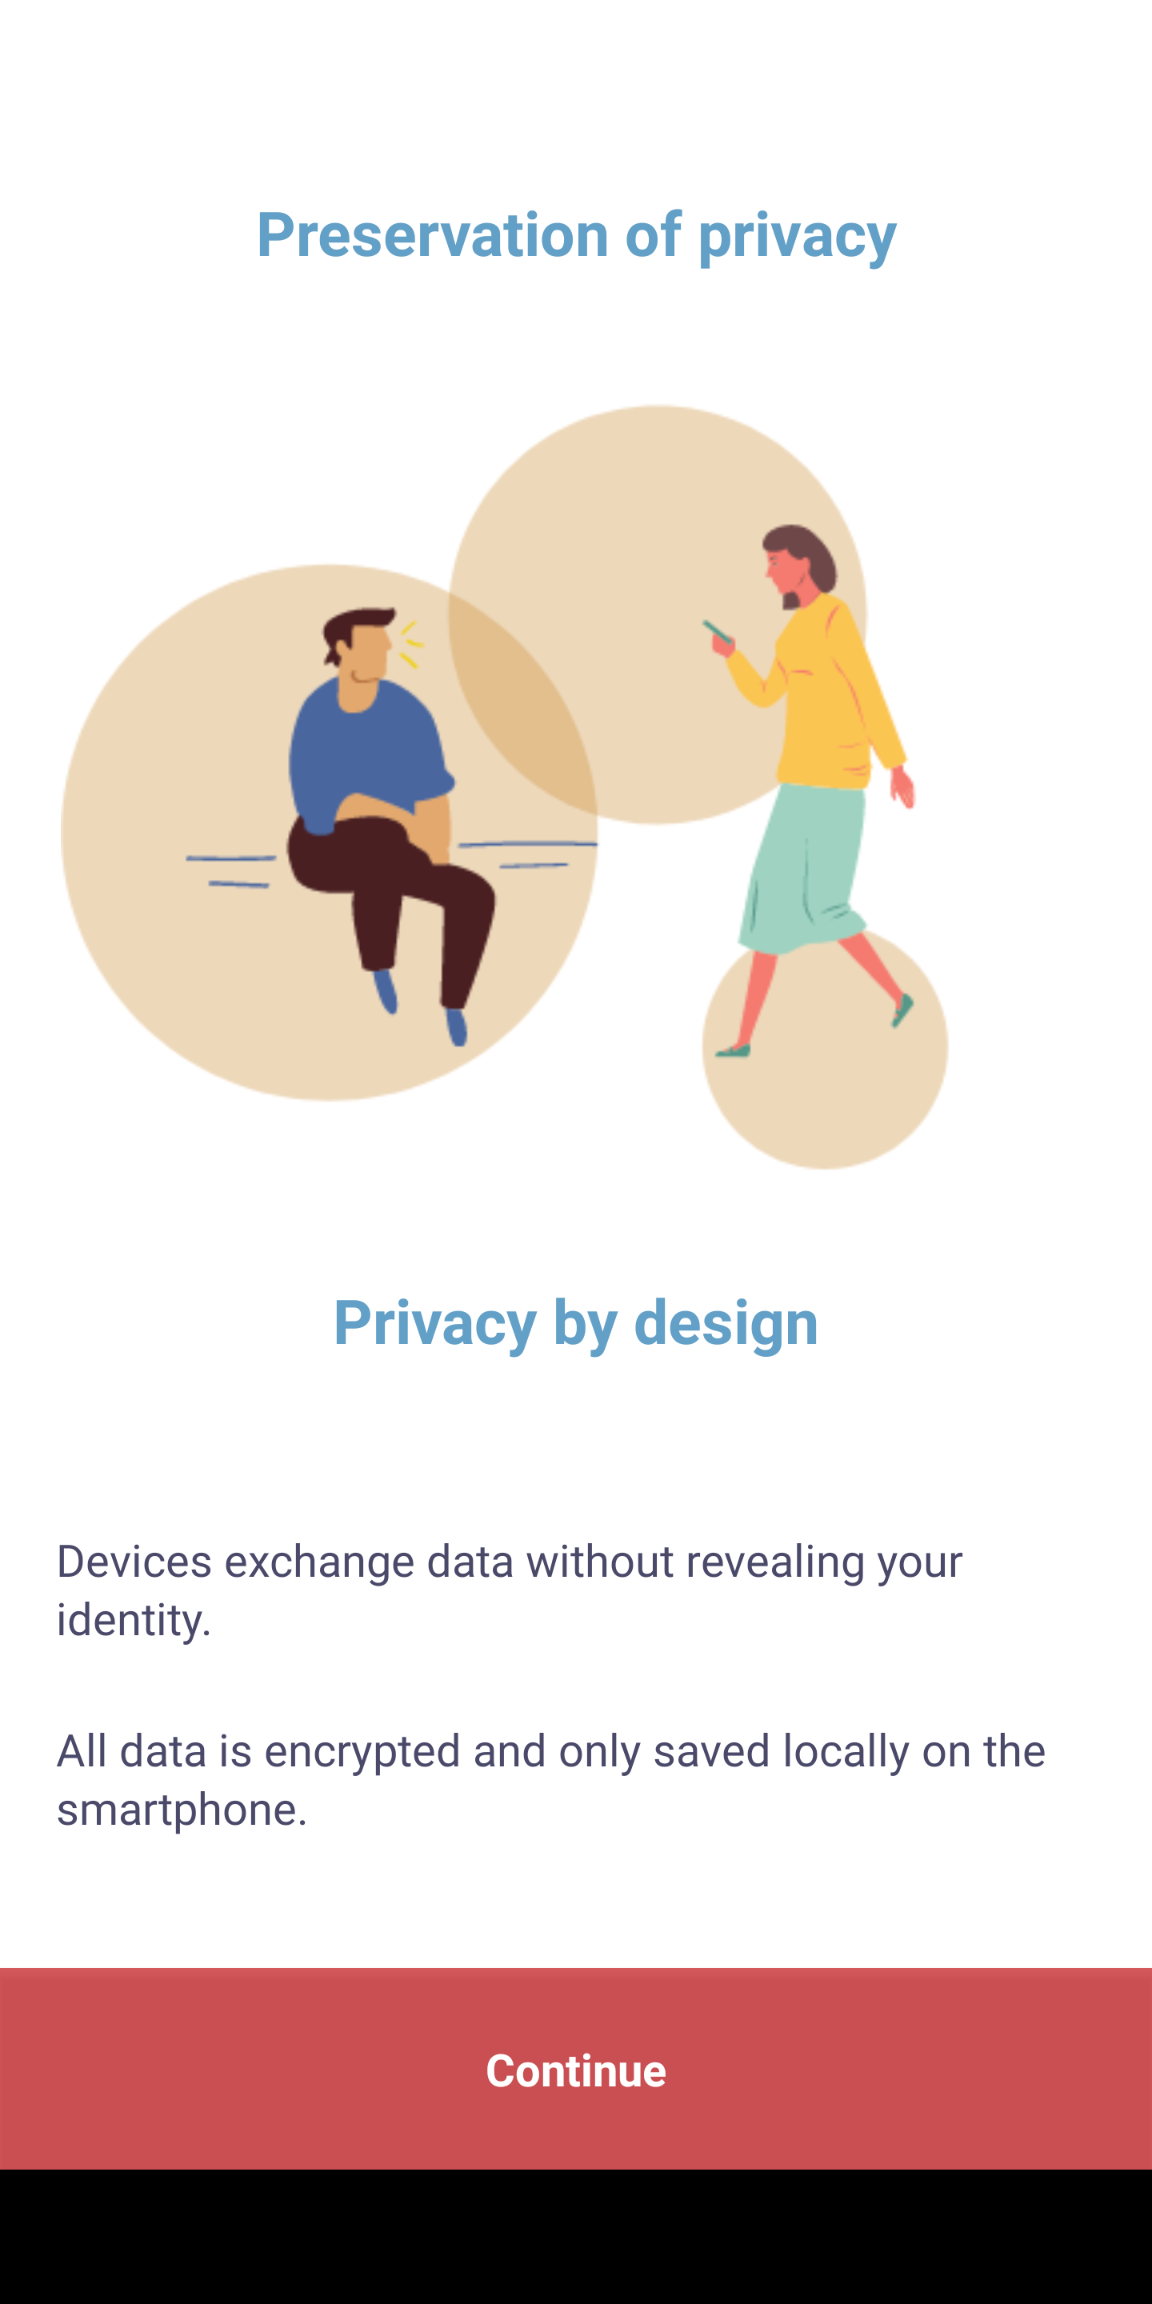 Preservation of privacy
Privacy by design
Devices exchange data without revealing your
identity.
All data is encrypted and only saved locally on the
smartphone.
Continue